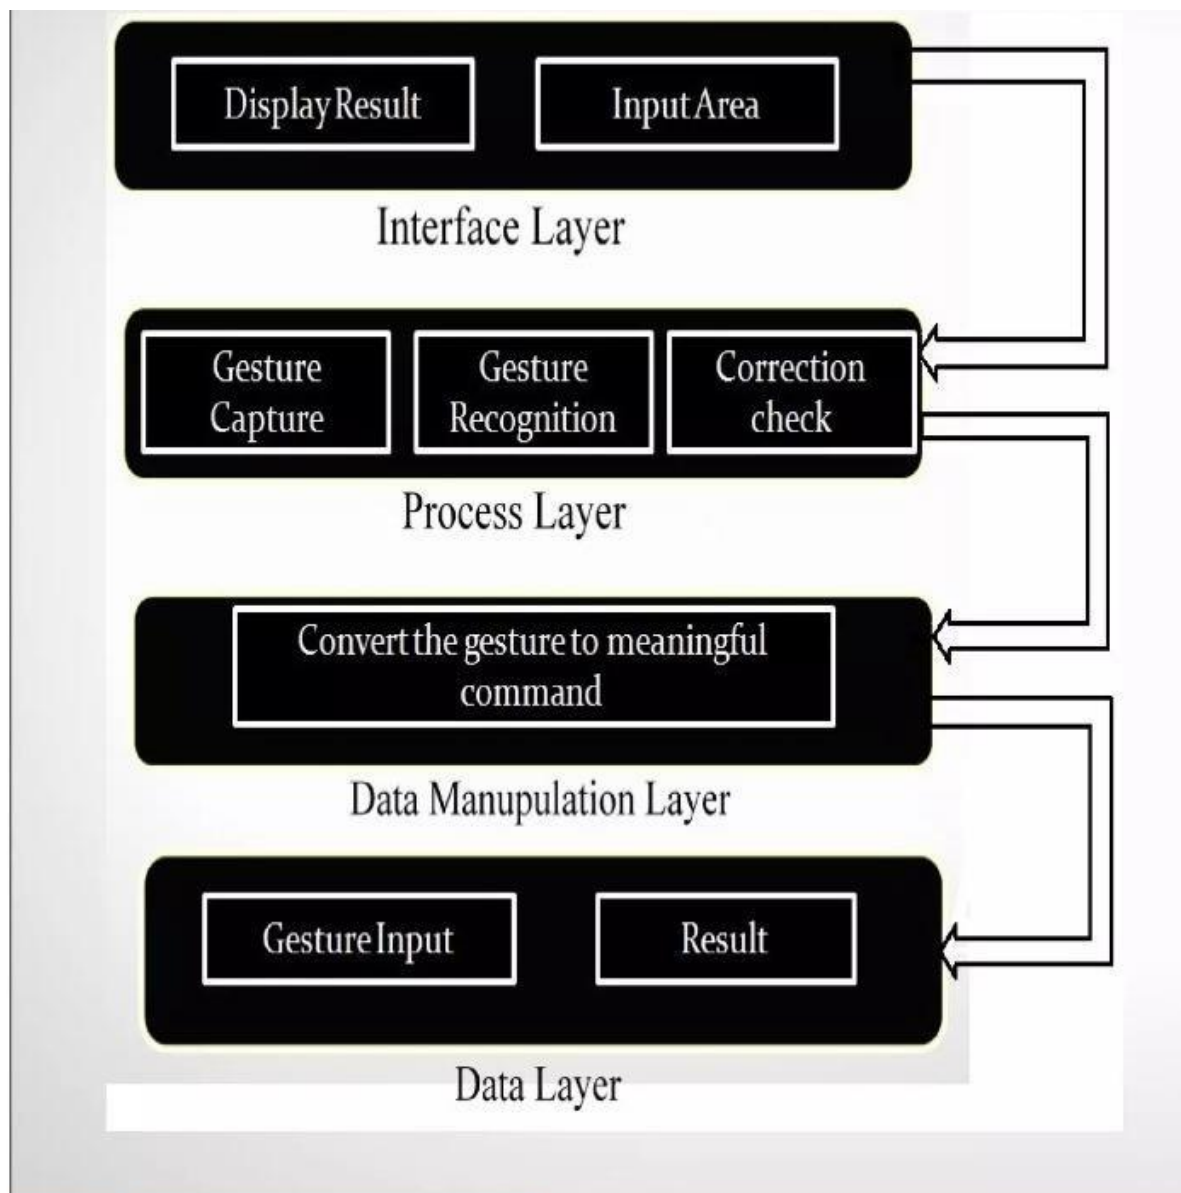 Display Result
Input Area
Interface Layer
Gesture
Capture
Gesture
Recognition
Correction
check
Process Layer
Convert the gesture to meaningful
command
Data Manupulation Layer
Gesture Input
Result
Data Layer